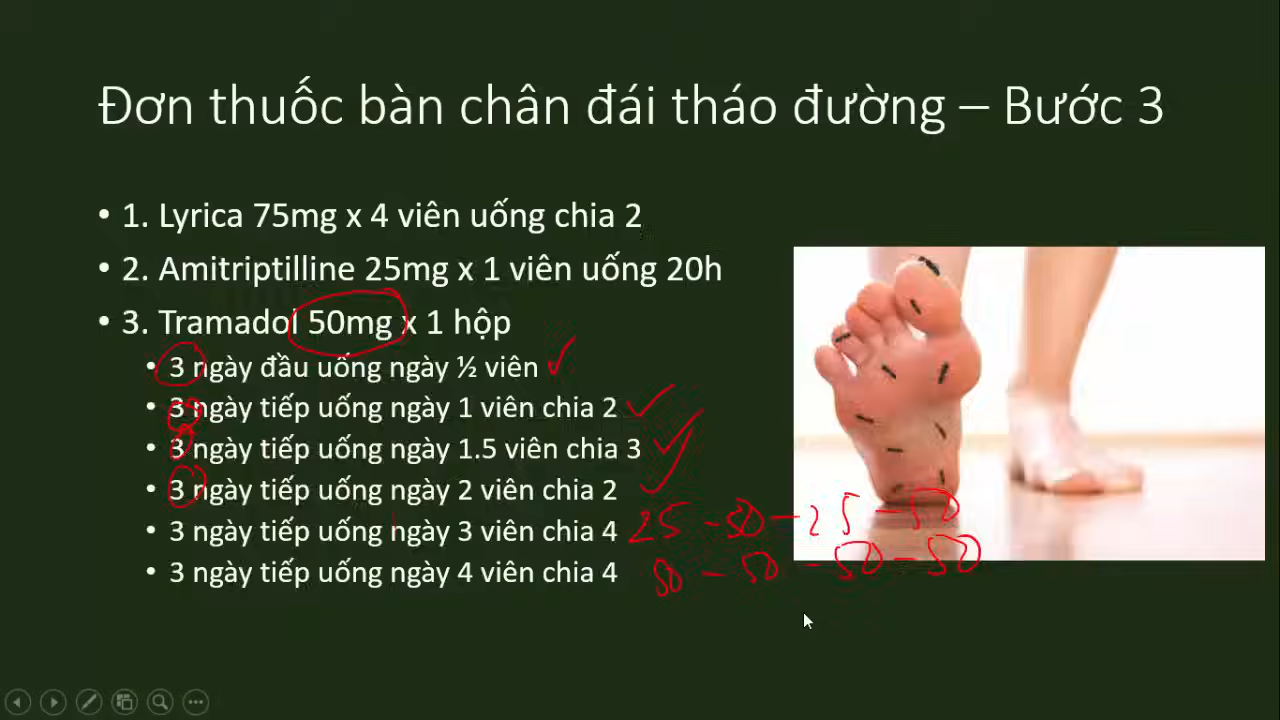 Đơn thuốc bàn chân đái tháo đường – Bước 3
• 1. Lyrica 75mg x 4 viên uống chia 2
• 2. Amitriptilline 25mg x 1 viên uống 20h
• 3. Tramadol 50mg x 1 hộp
• 3 ngày đầu uống ngày ½ viên
• 3 ngày tiếp uống ngày 1 viên chia 2
• 3 ngày tiếp uống ngày 1.5 viên chia 3
• 3 ngày tiếp uống ngày 2 viên chia 2
• 3 ngày tiếp uống ngày 3 viên chia 4 25 - 50 - 25 - 50
• 3 ngày tiếp uống ngày 4 viên chia 4 50 - 50 - 50 - 50